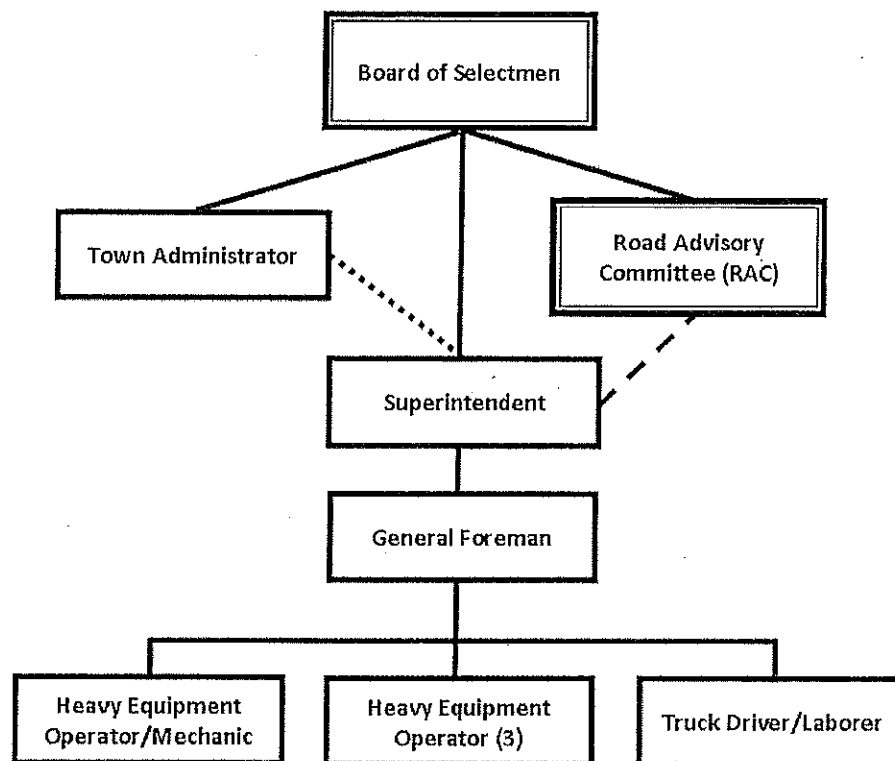 Board of Selectmen
Town Administrator
Road Advisory
Committee (RAC)
Superintendent
General Foreman
Heavy Equipment
Operator/Mechanic
Heavy Equipment
Operator (3)
Truck Driver/Laborer